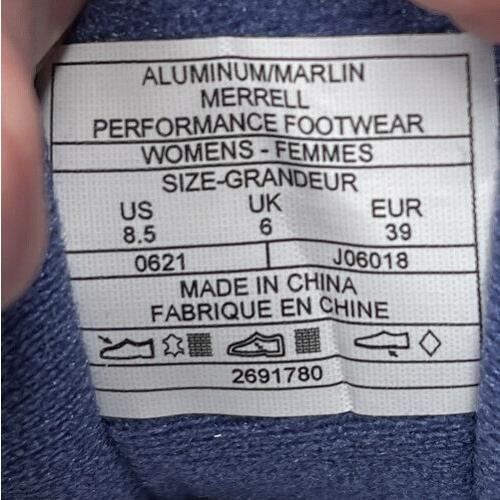 ALUMINUM/MARLIN
MERRELL
PERFORMANCE FOOTWEAR
WOMENS - FEMMES
SIZE-GRANDEUR
US UK EUR
8.5 6 39
0621 J06018
MADE IN CHINA
FABRIQUE EN CHINE
2691780